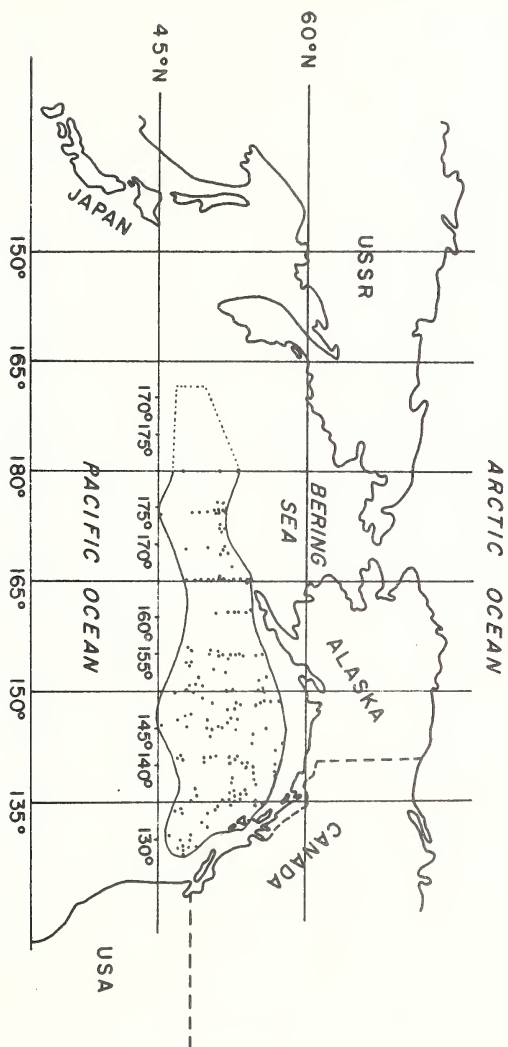 ARCTIC OCEAN
60°N
USSR
BERING
SEA
ALASKA
CANADA
45°N
JAPAN
170°
175°
175°
170°
160°
155°
145°
140°
130°
PACIFIC OCEAN
USA
150°
165°
180°
165°
150°
135°